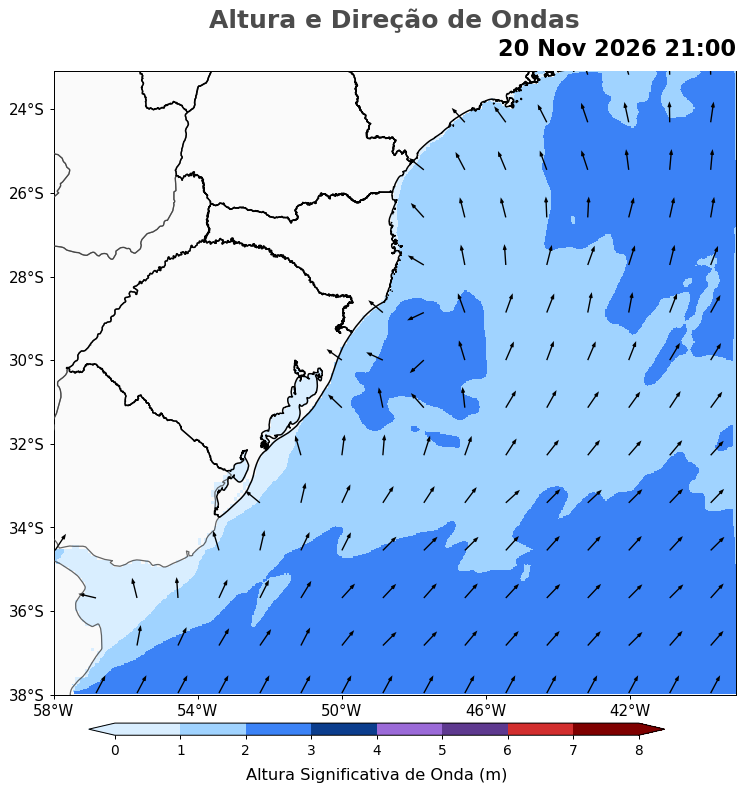 Altura e Direção de Ondas
20 Nov 2026 21:00
24°S
26°S
28°S
30°S
32°S
34°S
36°S
38°S
58°W 54°W 50°W 46°W 42°W
0 1 2 3 4 5 6 7 8
Altura Significativa de Onda (m)